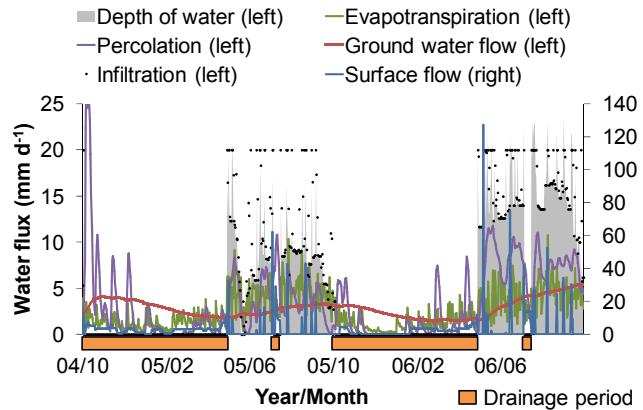 Depth of water (left)
Evapotranspiration (left)
Percolation (left)
Ground water flow (left)
Infiltration (left)
Surface flow (right)
Water flux (mm d-1)
25
20
15
10
5
0
140
120
100
80
60
40
20
0
04/10
05/02
05/06
05/10
06/02
06/06
Year/Month
Drainage period